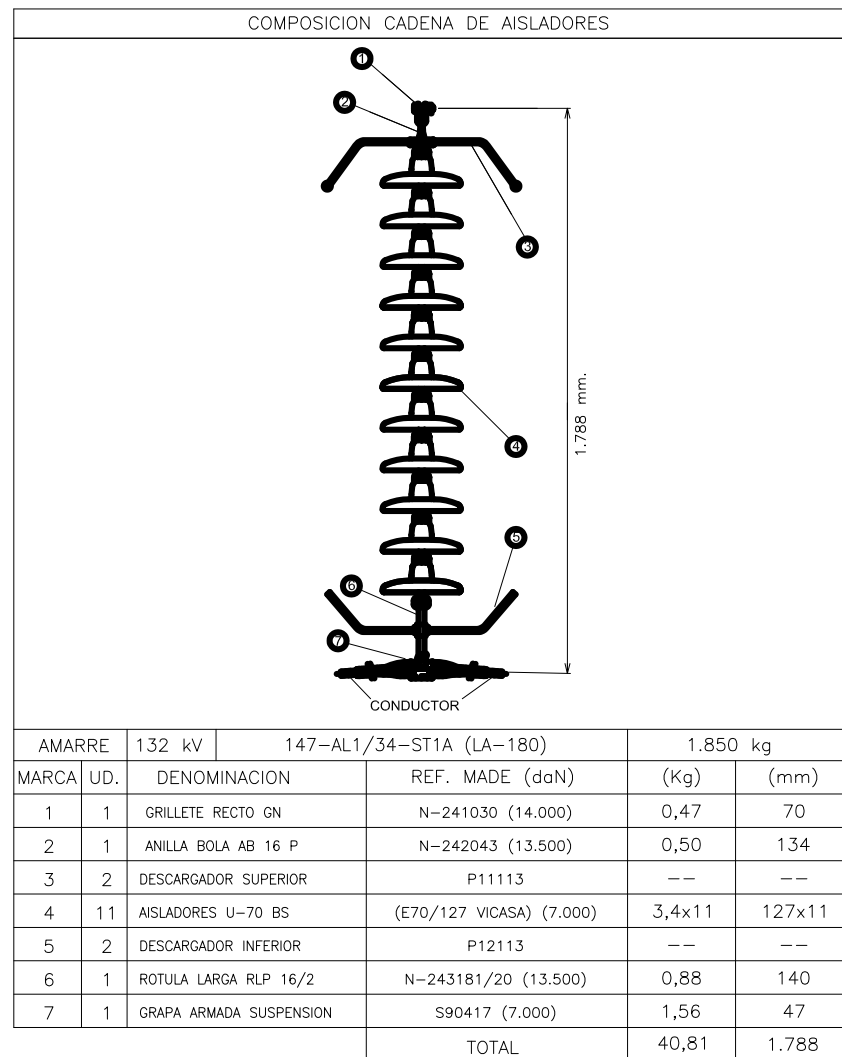 COMPOSICION CADENA DE AISLADORES
1
2
3
4
5
6
7
1.788 mm.
CONDUCTOR
AMARRE 132 kV 147-AL1/34-ST1A (LA-180) 1.850 kg
MARCA UD. DENOMINACION REF. MADE (daN) (Kg) (mm)
1 1 GRILLETE RECTO GN N-241030 (14.000) 0,47 70
2 1 ANILLA BOLA AB 16 P N-242043 (13.500) 0,50 134
3 2 DESCARGADOR SUPERIOR P11113 -- --
4 11 AISLADORES U-70 BS (E70/127 VICASA) (7.000) 3,4x11 127x11
5 2 DESCARGADOR INFERIOR P12113 -- --
6 1 ROTULA LARGA RLP 16/2 N-243181/20 (13.500) 0,88 140
7 1 GRAPA ARMADA SUSPENSION S90417 (7.000) 1,56 47
TOTAL 40,81 1.788